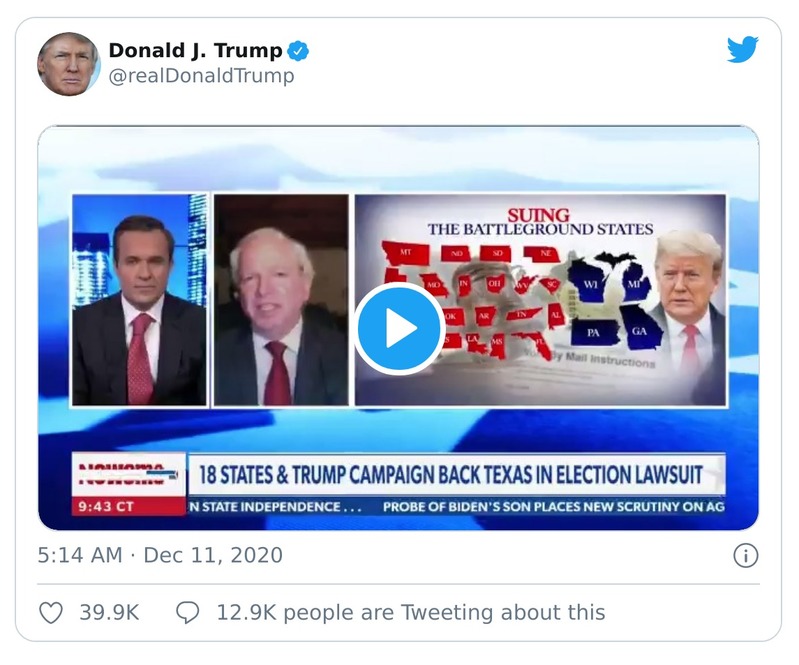 Donald J. Trump
@realDonaldTrump
SUING
THE BATTLEGROUND STATES
MT
ND
SD
NE
MO
IN
OH
WV
SC
WI
MI
OK
AR
TN
AL
PA
GA
LA
MS
FL
By Mail Instructions
18 STATES & TRUMP CAMPAIGN BACK TEXAS IN ELECTION LAWSUIT
9:43 CT
N STATE INDEPENDENCE . . . PROBE OF BIDEN'S SON PLACES NEW SCRUTINY ON AG
5:14 AM · Dec 11, 2020
39.9K
12.9K people are Tweeting about this